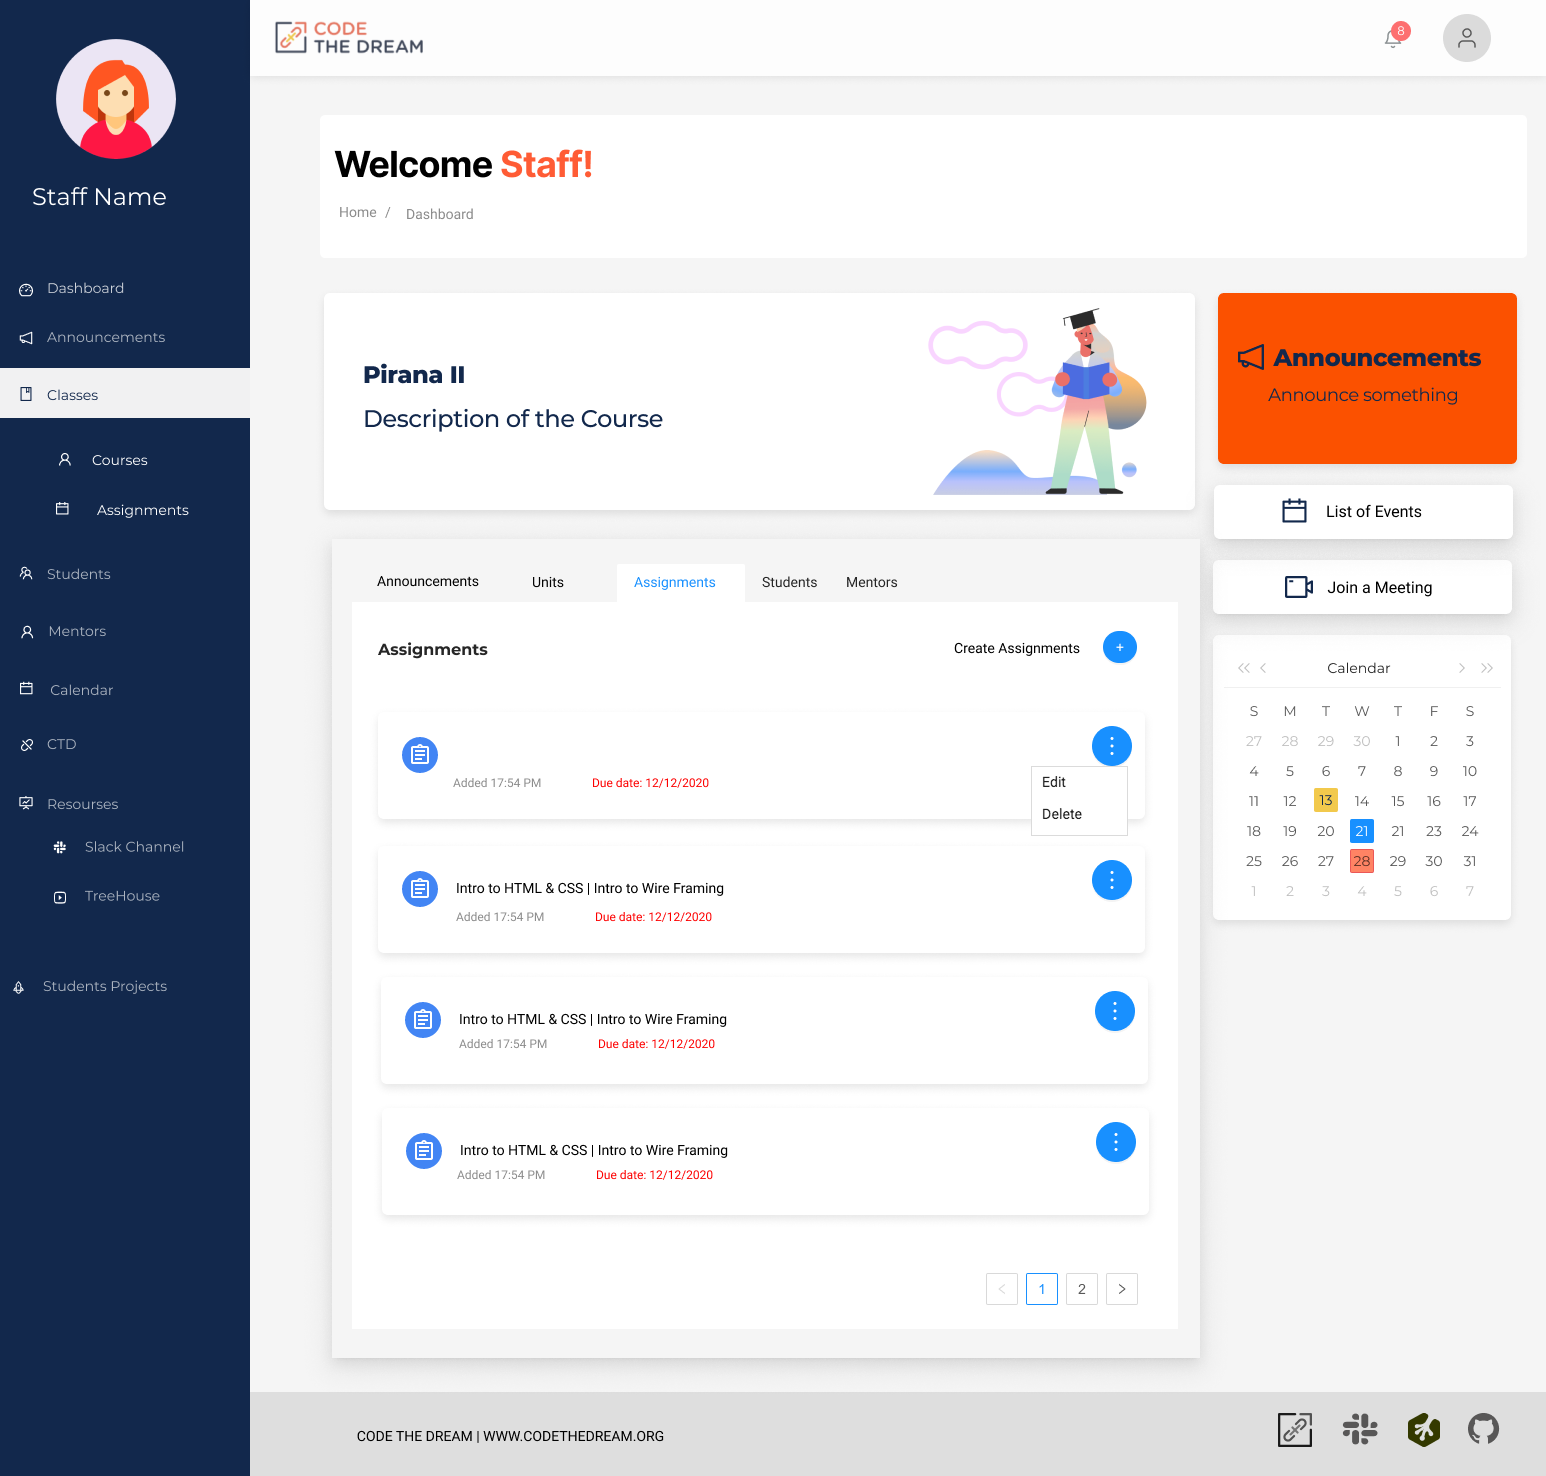 CODE
THE DREAM
8
Staff Name
Dashboard
Announcements
Classes
Courses
Assignments
Students
Mentors
Calendar
CTD
Resourses
Slack Channel
TreeHouse
Students Projects
Welcome Staff!
Home / Dashboard
Pirana II
Description of the Course
Announcements
Announce something
List of Events
Join a Meeting
Calendar
S M T W T F S
27 28 29 30 1 2 3
4 5 6 7 8 9 10
11 12 13 14 15 16 17
18 19 20 21 21 23 24
25 26 27 28 29 30 31
1 2 3 4 5 6 7
Announcements Units Assignments Students Mentors
Assignments
Create Assignments +
Added 17:54 PM Due date: 12/12/2020
Edit
Delete
Intro to HTML & CSS | Intro to Wire Framing
Added 17:54 PM Due date: 12/12/2020
Intro to HTML & CSS | Intro to Wire Framing
Added 17:54 PM Due date: 12/12/2020
Intro to HTML & CSS | Intro to Wire Framing
Added 17:54 PM Due date: 12/12/2020
< 1 2 >
CODE THE DREAM | WWW.CODETHEDREAM.ORG